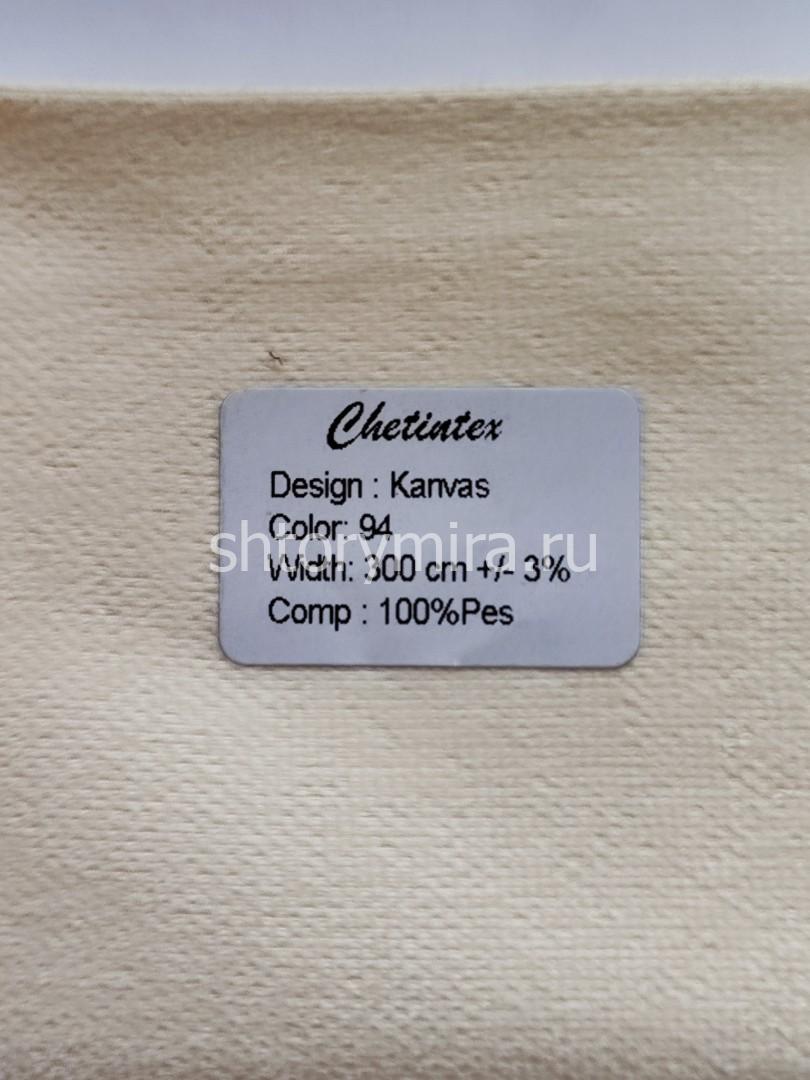 Chetintex
Design : Kanvas
Color: 94
shtorymira.ru
Width: 300 cm +/- 3%
Comp : 100%Pes